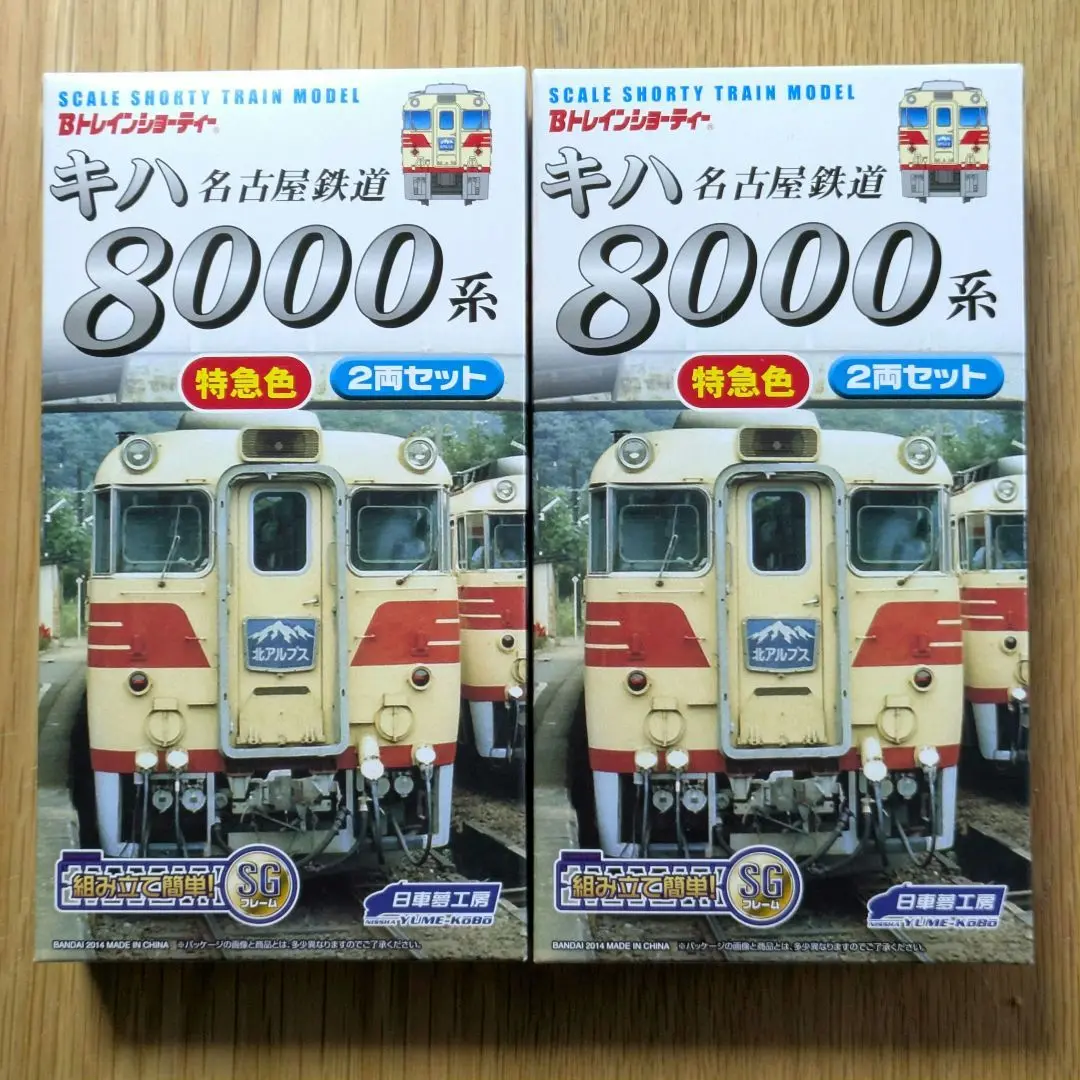 SCALE SHORTY TRAIN MODEL
Bトレインショーティー
キハ 名古屋鉄道
8000系
特急色 2両セット
北アルプス
組み立て簡単! SG フレーム
日車夢工房
NISSHA YUME-KoBo
BANDAI 2014 MADE IN CHINA ※パッケージの画像と商品とは、多少異なりますのでご了承ください。
SCALE SHORTY TRAIN MODEL
Bトレインショーティー
キハ 名古屋鉄道
8000系
特急色 2両セット
北アルプス
組み立て簡単! SG フレーム
日車夢工房
NISSHA YUME-KoBo
BANDAI 2014 MADE IN CHINA ※パッケージの画像と商品とは、多少異なりますのでご了承ください。